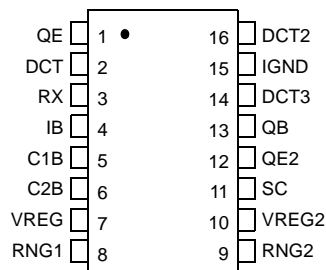 QE 1 16 DCT2
DCT 2 15 IGND
RX 3 14 DCT3
IB 4 13 QB
C1B 5 12 QE2
C2B 6 11 SC
VREG 7 10 VREG2
RNG1 8 9 RNG2